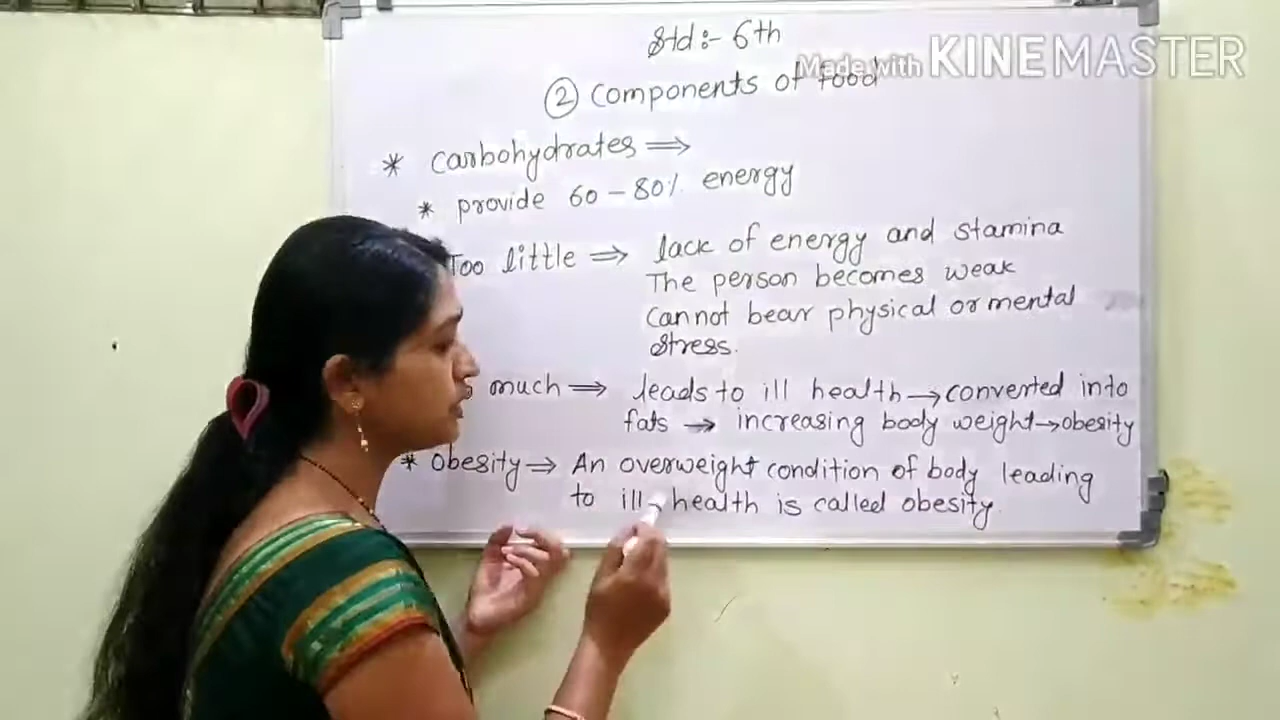 Std :- 6th
Made with KINEMASTER
② Components of food
* Carbohydrates ⇒
* provide 60 – 80% energy
Too little ⇒ lack of energy and stamina
The person becomes weak
Cannot bear physical or mental
stress.
much ⇒ leads to ill health → converted into
fats → increasing body weight → obesity
* Obesity ⇒ An overweight condition of body leading
to ill-health is called obesity.